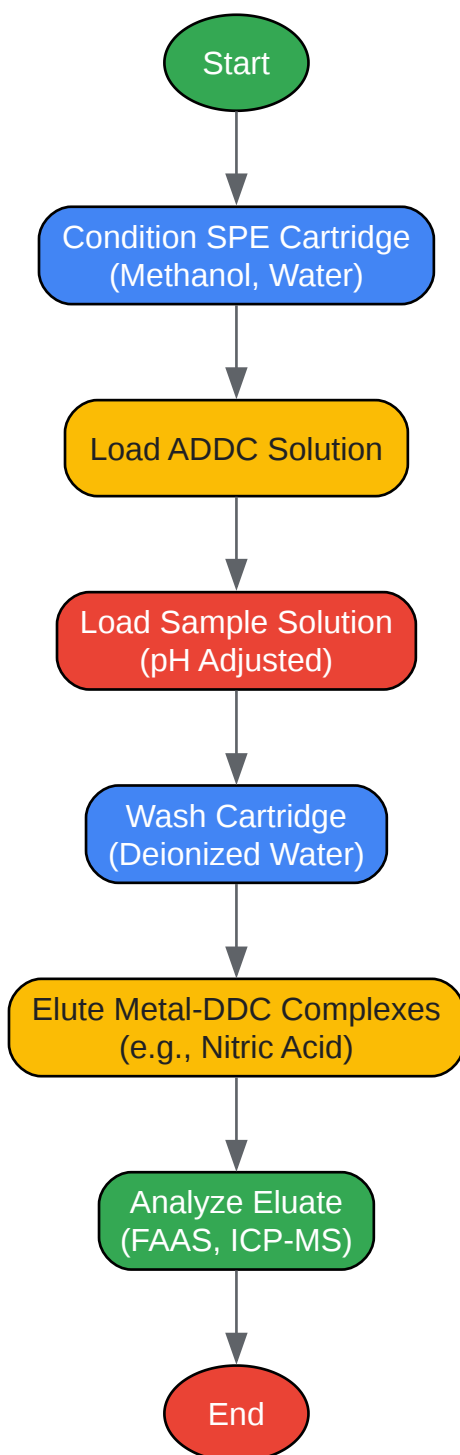 Start
Condition SPE Cartridge
(Methanol, Water)
Load ADDC Solution
Load Sample Solution
(pH Adjusted)
Wash Cartridge
(Deionized Water)
Elute Metal-DDC Complexes
(e.g., Nitric Acid)
Analyze Eluate
(FAAS, ICP-MS)
End